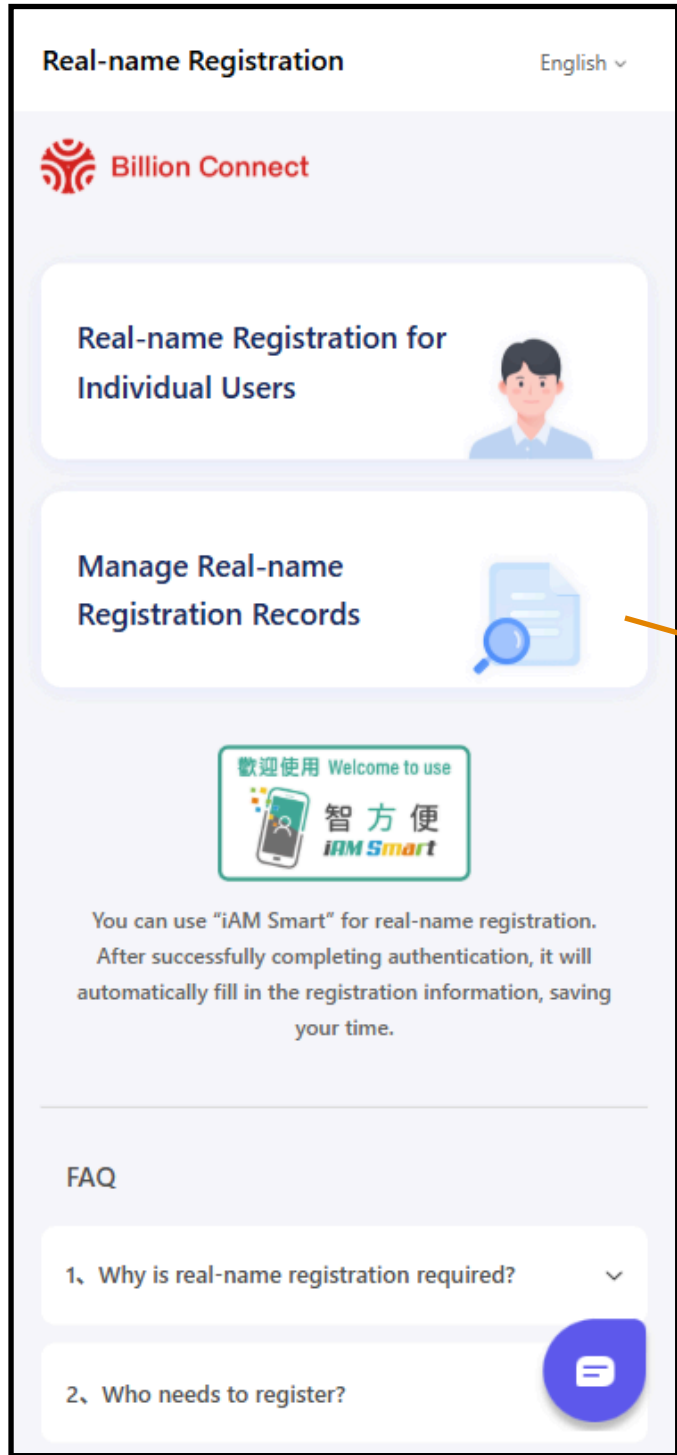 Real-name Registration
English
Billion Connect
Real-name Registration for
Individual Users
Manage Real-name
Registration Records
歡迎使用 Welcome to use
智方便
iAM Smart
You can use “iAM Smart” for real-name registration.
After successfully completing authentication, it will
automatically fill in the registration information, saving
your time.
FAQ
1、Why is real-name registration required?
2、Who needs to register?